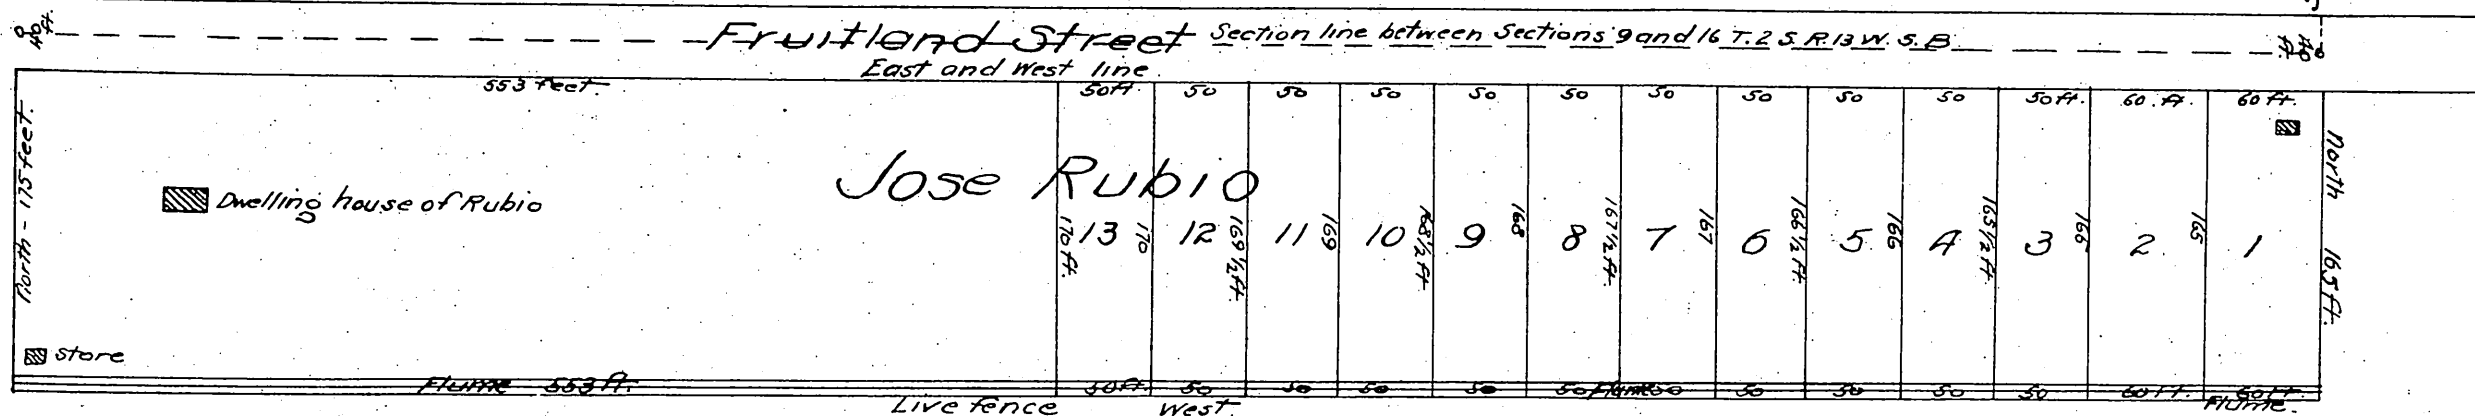 40 ft.
Fruitland Street Section line between Sections 9 and 16 T. 2 S. R. 13 W. S. B.
40 ft.
East and West line
553 feet. 50 ft. 50 50 50 50 50 50 50 50 50 50 ft. 60. ft. 60 ft.
North - 175 feet.
Jose Rubio
Dwelling house of Rubio
170 ft. 13 170 12 169 1/2 ft. 11 169 10 168 1/2 ft. 9 168 8 167 1/2 ft. 7 167 6 166 1/2 ft. 5 166 4 165 1/2 ft. 3 166 2 165 1
North 165 ft.
store
Flume 553 ft. 50 ft. 50 50 50 50 50 Flume 50 50 50 50 50 60 ft. 60 ft.
Live fence West. Flume.